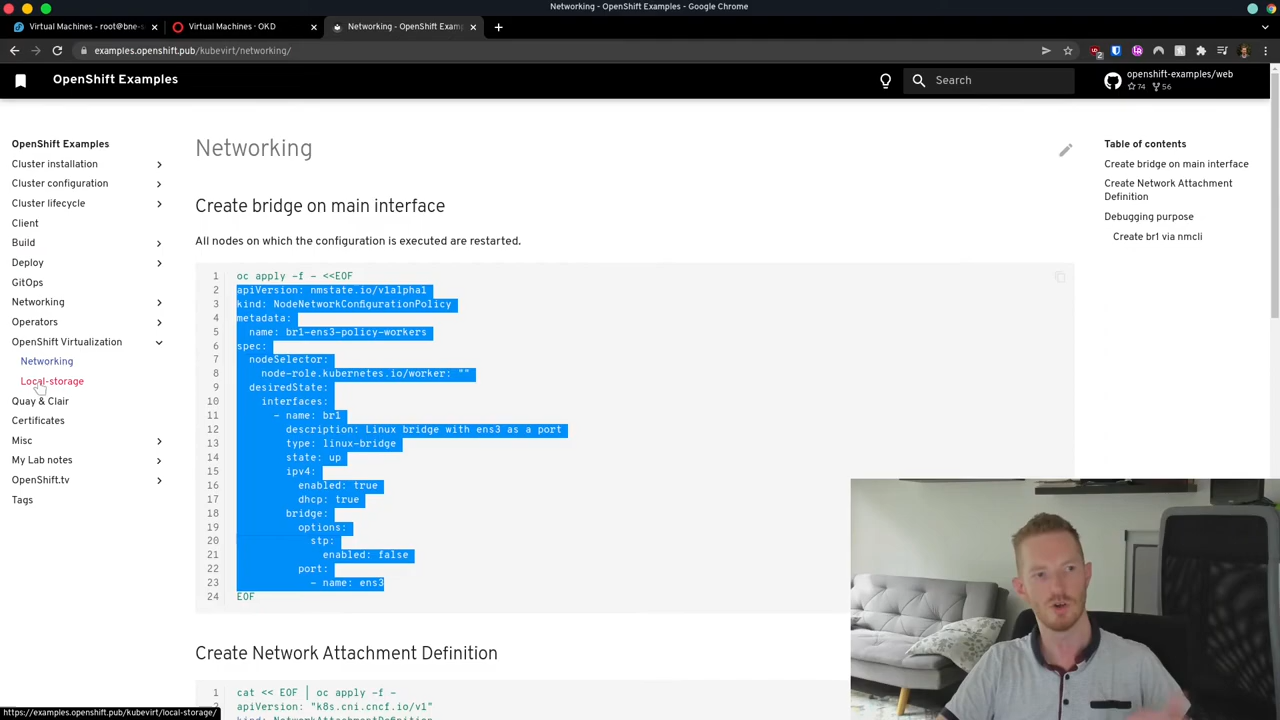 Networking - OpenShift Examples - Google Chrome
Virtual Machines - root@bne-s
Virtual Machines · OKD
Networking - OpenShift Examp
examples.openshift.pub/kubevirt/networking/
OpenShift Examples
Search
openshift-examples/web
74 56
OpenShift Examples
Cluster installation
Cluster configuration
Cluster lifecycle
Client
Build
Deploy
GitOps
Networking
Operators
OpenShift Virtualization
Networking
Local-storage
Quay & Clair
Certificates
Misc
My Lab notes
OpenShift.tv
Tags
Networking
Create bridge on main interface
All nodes on which the configuration is executed are restarted.
1 oc apply -f - <<EOF
2 apiVersion: nmstate.io/v1alpha1
3 kind: NodeNetworkConfigurationPolicy
4 metadata:
5 name: br1-ens3-policy-workers
6 spec:
7 nodeSelector:
8 node-role.kubernetes.io/worker: ""
9 desiredState:
10 interfaces:
11 - name: br1
12 description: Linux bridge with ens3 as a port
13 type: linux-bridge
14 state: up
15 ipv4:
16 enabled: true
17 dhcp: true
18 bridge:
19 options:
20 stp:
21 enabled: false
22 port:
23 - name: ens3
24 EOF
Create Network Attachment Definition
1 cat << EOF | oc apply -f -
2 apiVersion: "k8s.cni.cncf.io/v1"
kind: NetworkAttachmentDefinition
Table of contents
Create bridge on main interface
Create Network Attachment
Definition
Debugging purpose
Create br1 via nmcli
https://examples.openshift.pub/kubevirt/local-storage/